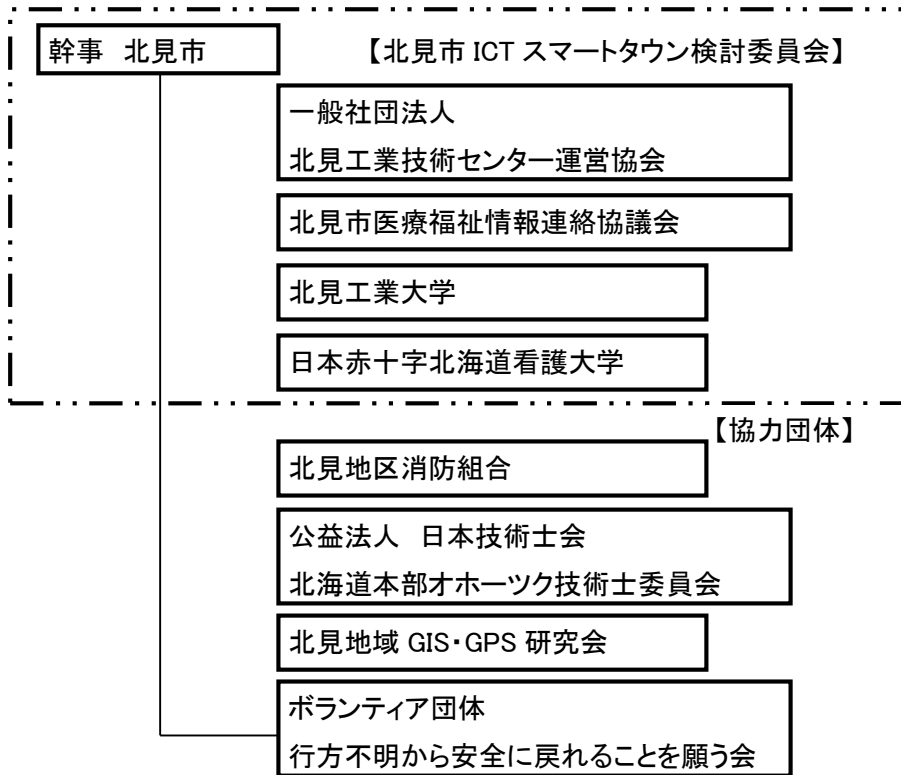 幹事 北見市
【北見市 ICT スマートタウン検討委員会】
一般社団法人
北見工業技術センター運営協会
北見市医療福祉情報連絡協議会
北見工業大学
日本赤十字北海道看護大学
【協力団体】
北見地区消防組合
公益法人 日本技術士会
北海道本部オホーツク技術士委員会
北見地域 GIS・GPS 研究会
ボランティア団体
行方不明から安全に戻れることを願う会